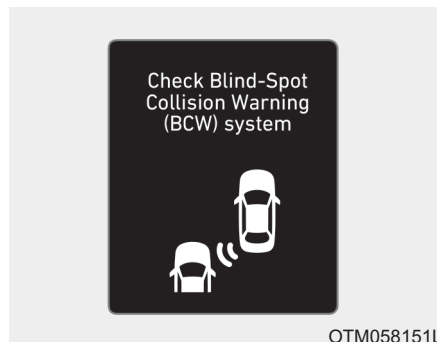 Check Blind-Spot
Collision Warning
(BCW) system
OTM058151L